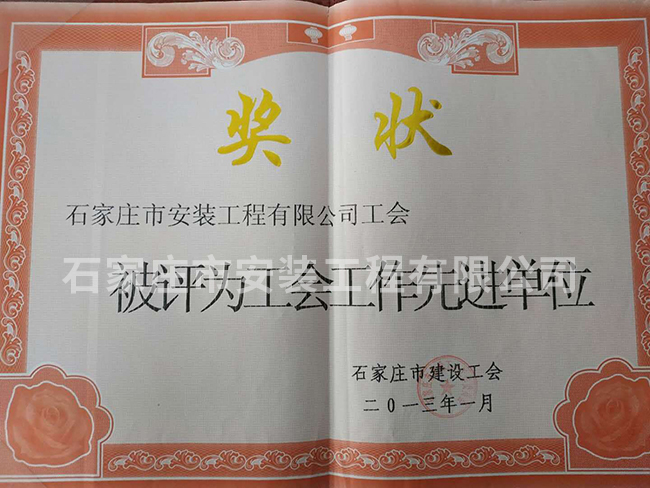 奖状
石家庄市安装工程有限公司工会
被评为工会工作先进单位
石家庄市安装工程有限公司
石家庄市建设工会
二〇一三年一月